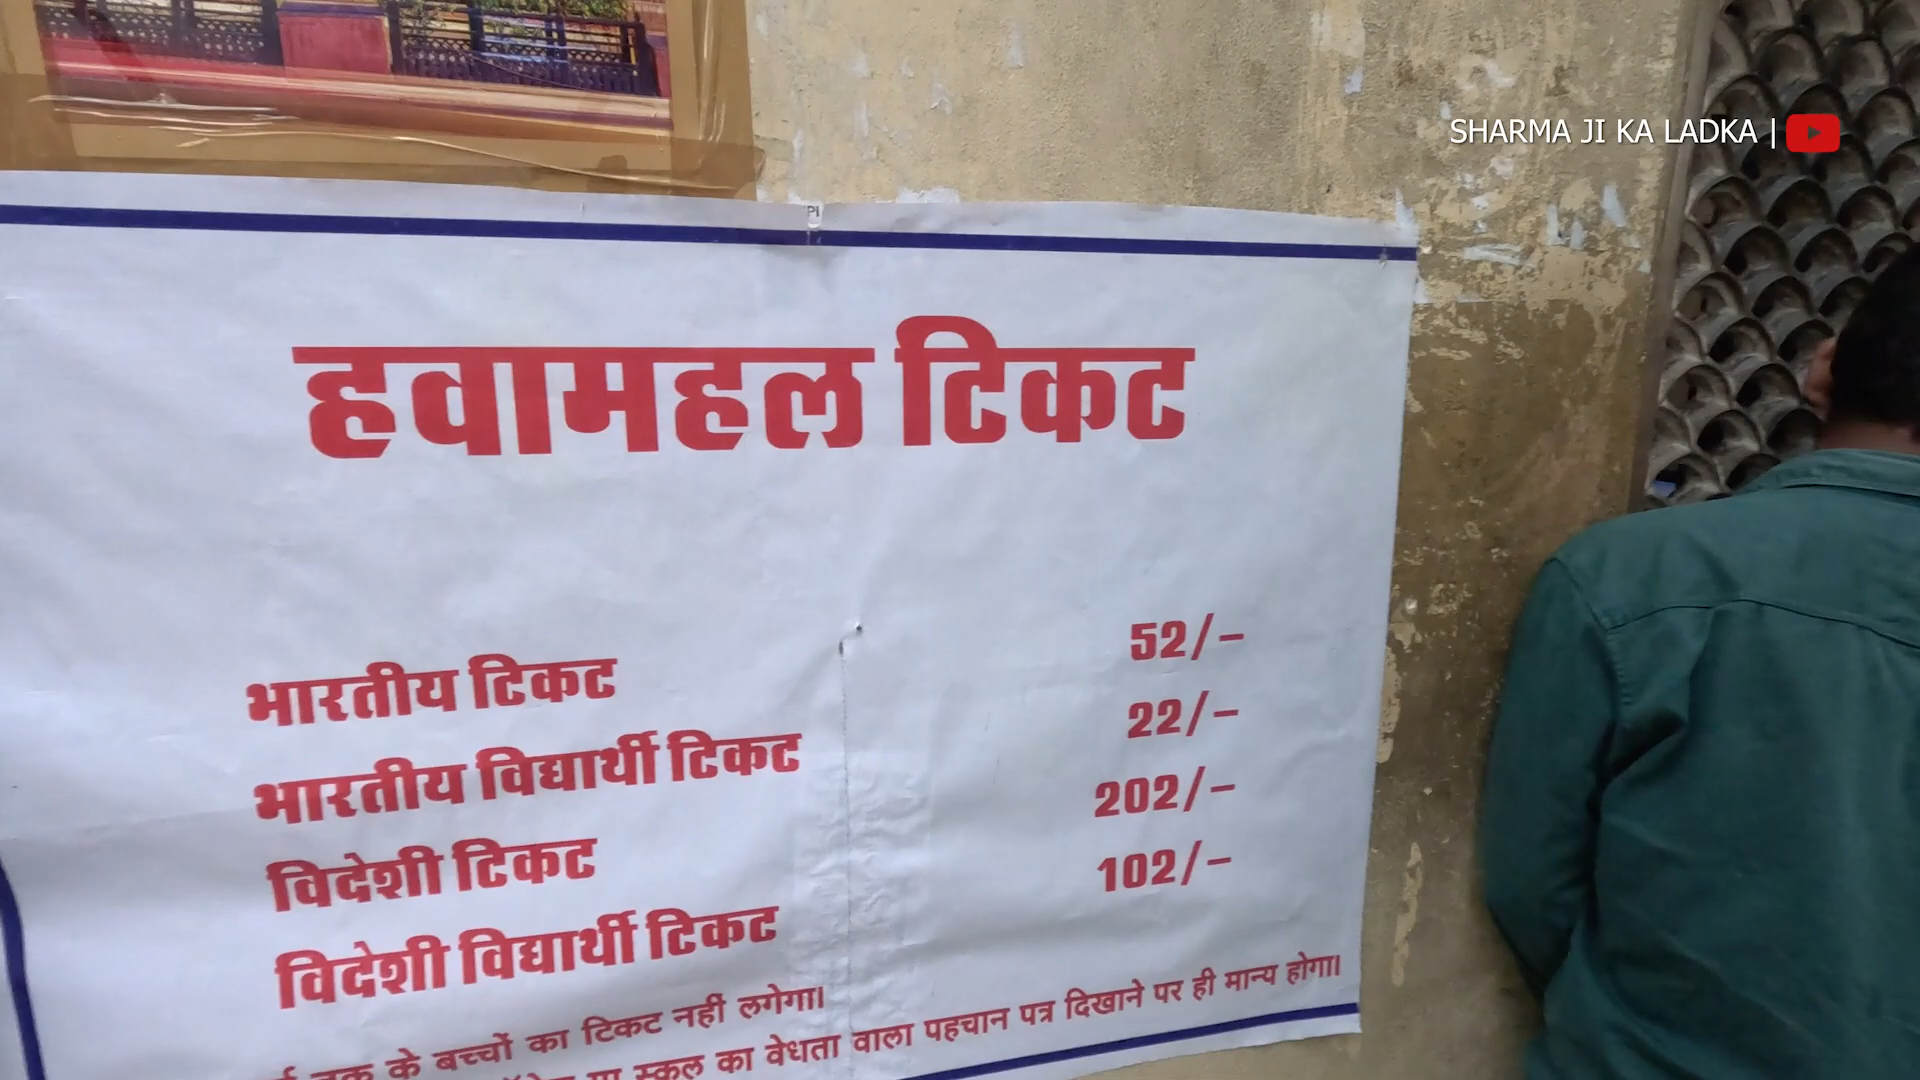 SHARMA JI KA LADKA |
हवामहल टिकट
भारतीय टिकट 52/-
भारतीय विद्यार्थी टिकट 22/-
विदेशी टिकट 202/-
विदेशी विद्यार्थी टिकट 102/-
तक के बच्चों का टिकट नहीं लगेगा।
या स्कूल का वेधता वाला पहचान पत्र दिखाने पर ही मान्य होगा।